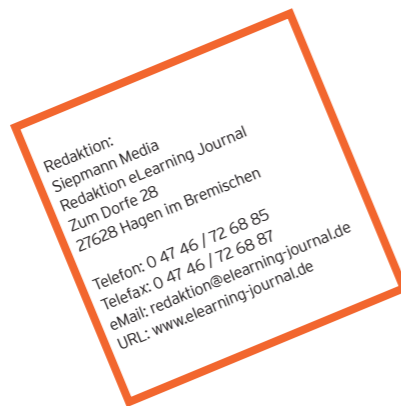 Redaktion:
Siepmann Media
Redaktion eLearning Journal
Zum Dorfe 28
27628 Hagen im Bremischen
Telefon: 0 47 46 / 72 68 85
Telefax: 0 47 46 / 72 68 87
eMail: redaktion@elearning-journal.de
URL: www.elearning-journal.de